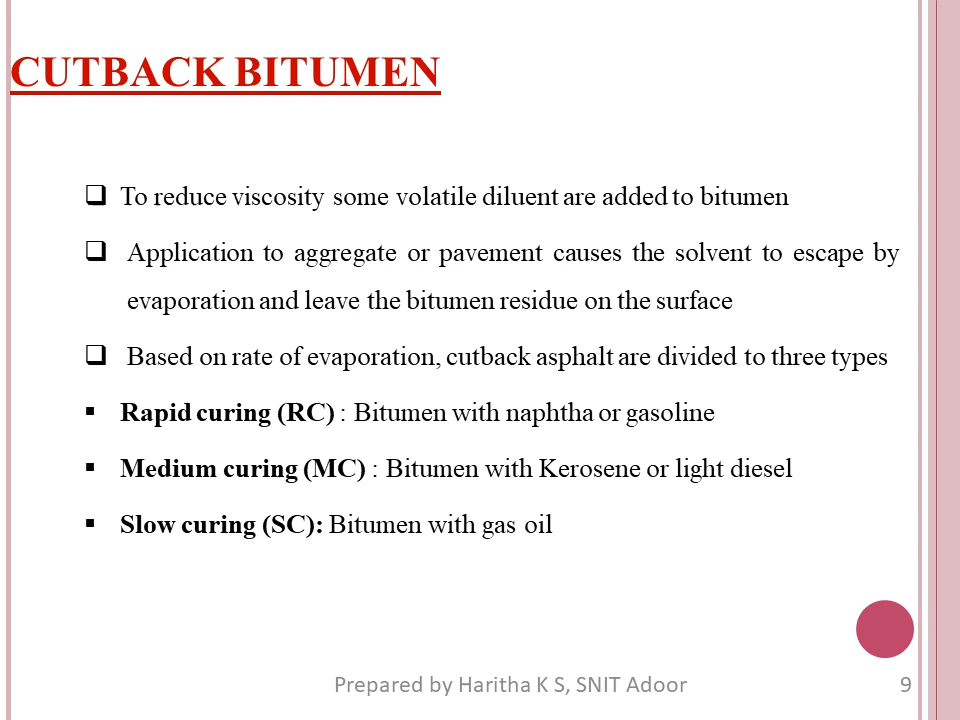 CUTBACK BITUMEN
❑ To reduce viscosity some volatile diluent are added to bitumen
❑ Application to aggregate or pavement causes the solvent to escape by
evaporation and leave the bitumen residue on the surface
❑ Based on rate of evaporation, cutback asphalt are divided to three types
▪ Rapid curing (RC) : Bitumen with naphtha or gasoline
▪ Medium curing (MC) : Bitumen with Kerosene or light diesel
▪ Slow curing (SC): Bitumen with gas oil
Prepared by Haritha K S, SNIT Adoor 9